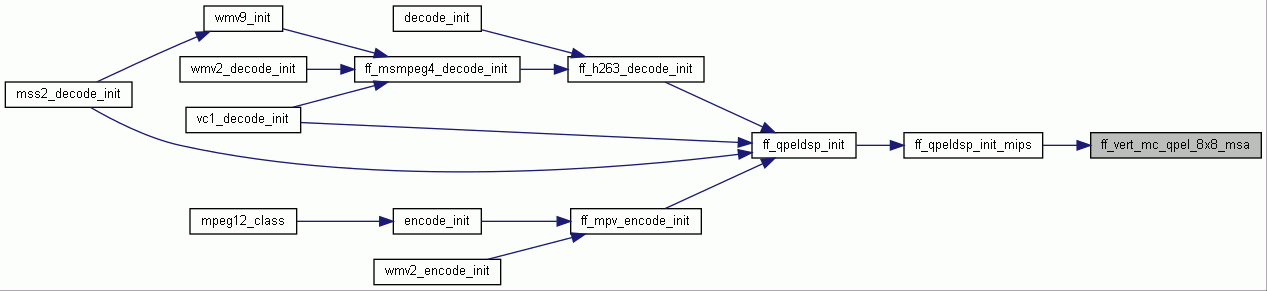 wmv9_init
decode_init
wmv2_decode_init
ff_msmpeg4_decode_init
ff_h263_decode_init
mss2_decode_init
vc1_decode_init
ff_qpeldsp_init
ff_qpeldsp_init_mips
ff_vert_mc_qpel_8x8_msa
mpeg12_class
encode_init
ff_mpv_encode_init
wmv2_encode_init